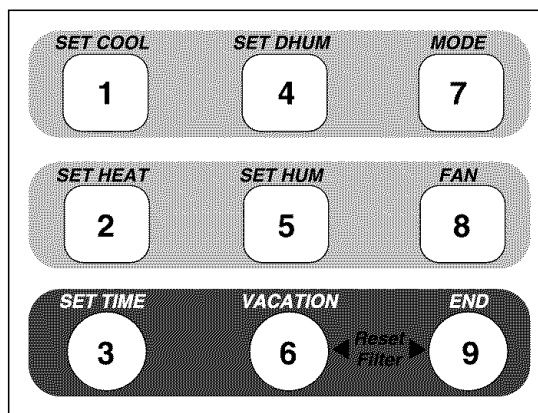 SET COOL SET DHUM MODE
1 4 7
SET HEAT SET HUM FAN
2 5 8
SET TIME VACATION END
3 6 Reset Filter 9